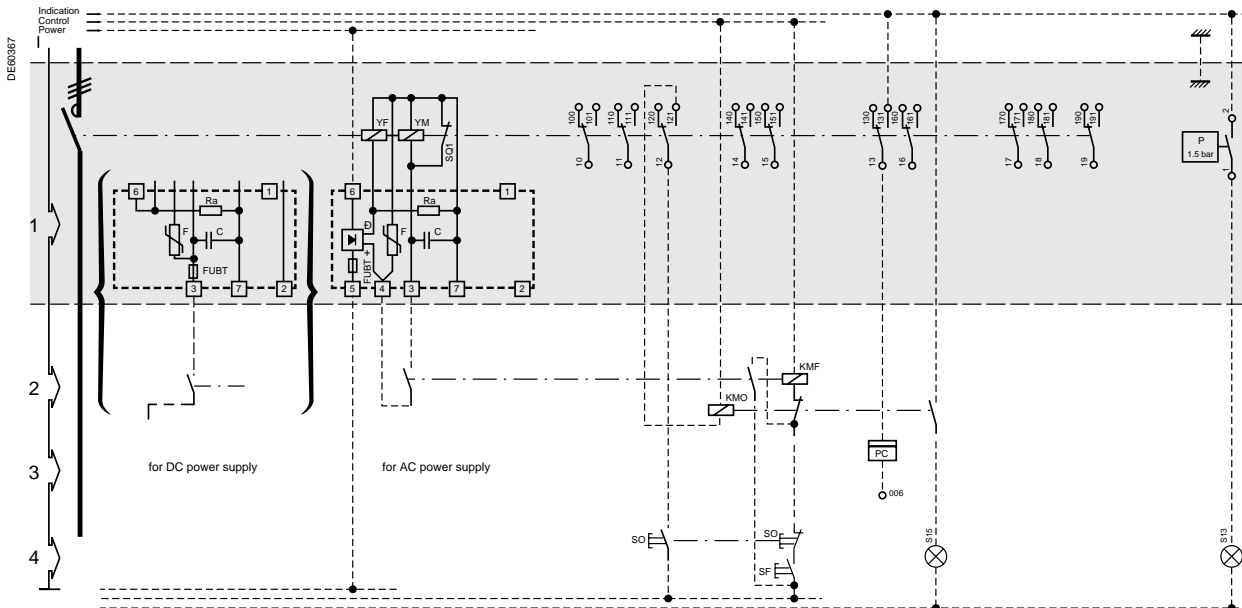 Indication
Control
Power
DE60367
1
2
3
4
YF
YM
SQ1
100
101
110
111
120
121
140
141
150
151
130
131
160
161
170
171
180
181
190
191
10
11
12
14
15
13
16
17
18
19
P
1.5 bar
2
1
6
1
Ra
F
C
FUBT
3
7
2
6
1
Ra
D
F
C
FUBT +
5
4
3
7
2
KMF
KMO
PC
006
for DC power supply
for AC power supply
SO
SO
SF
S15
S13